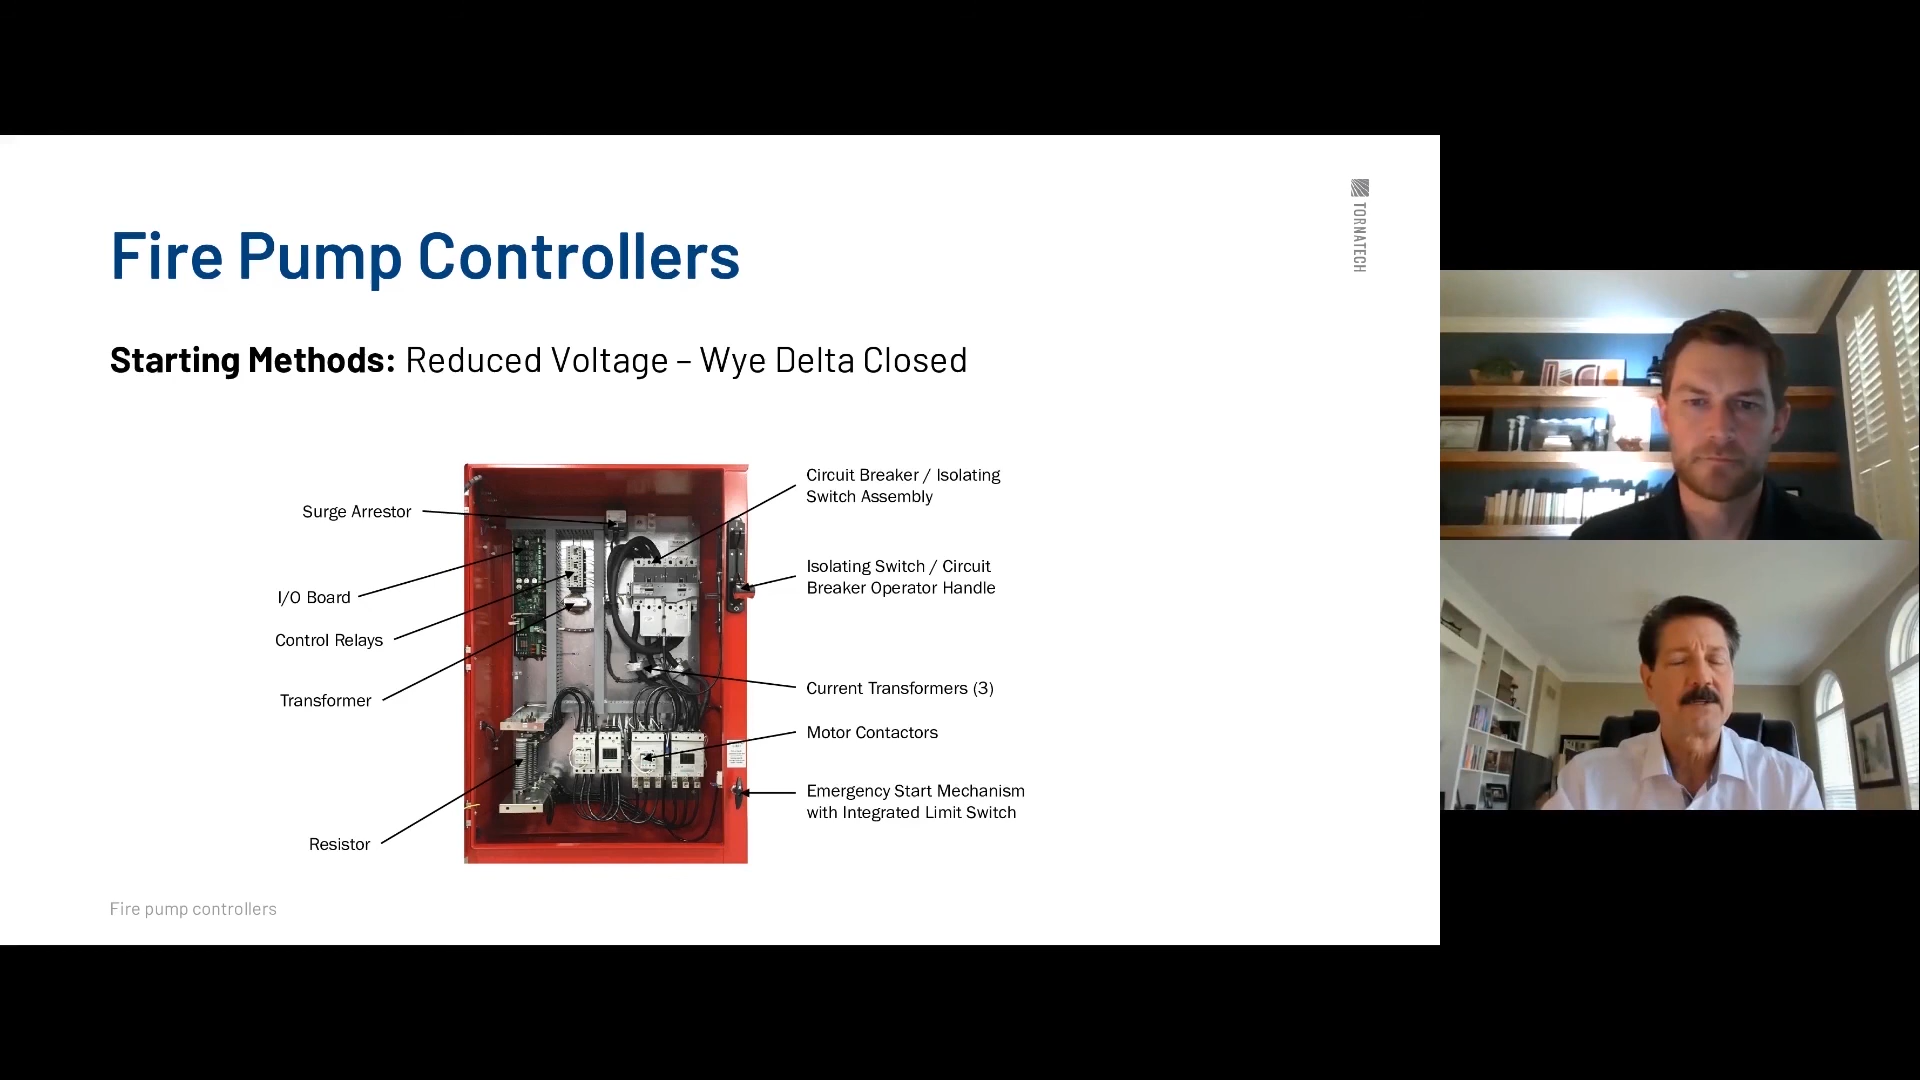 TORNATECH
Fire Pump Controllers
Starting Methods: Reduced Voltage – Wye Delta Closed
Surge Arrestor
I/O Board
Control Relays
Transformer
Resistor
Circuit Breaker / Isolating
Switch Assembly
Isolating Switch / Circuit
Breaker Operator Handle
Current Transformers (3)
Motor Contactors
Emergency Start Mechanism
with Integrated Limit Switch
Fire pump controllers